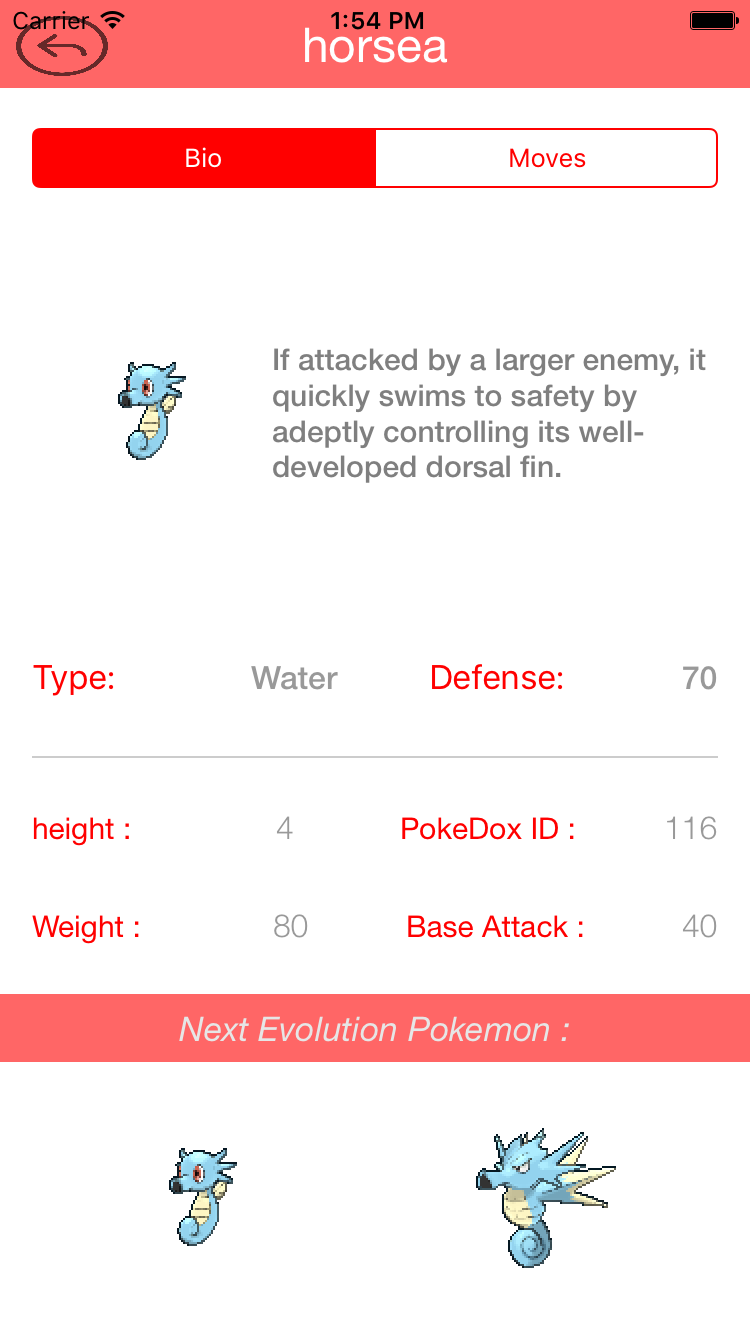 Carrier 1:54 PM
horsea
Bio Moves
If attacked by a larger enemy, it
quickly swims to safety by
adeptly controlling its well-
developed dorsal fin.
Type: Water Defense: 70
height : 4 PokeDox ID : 116
Weight : 80 Base Attack : 40
Next Evolution Pokemon :